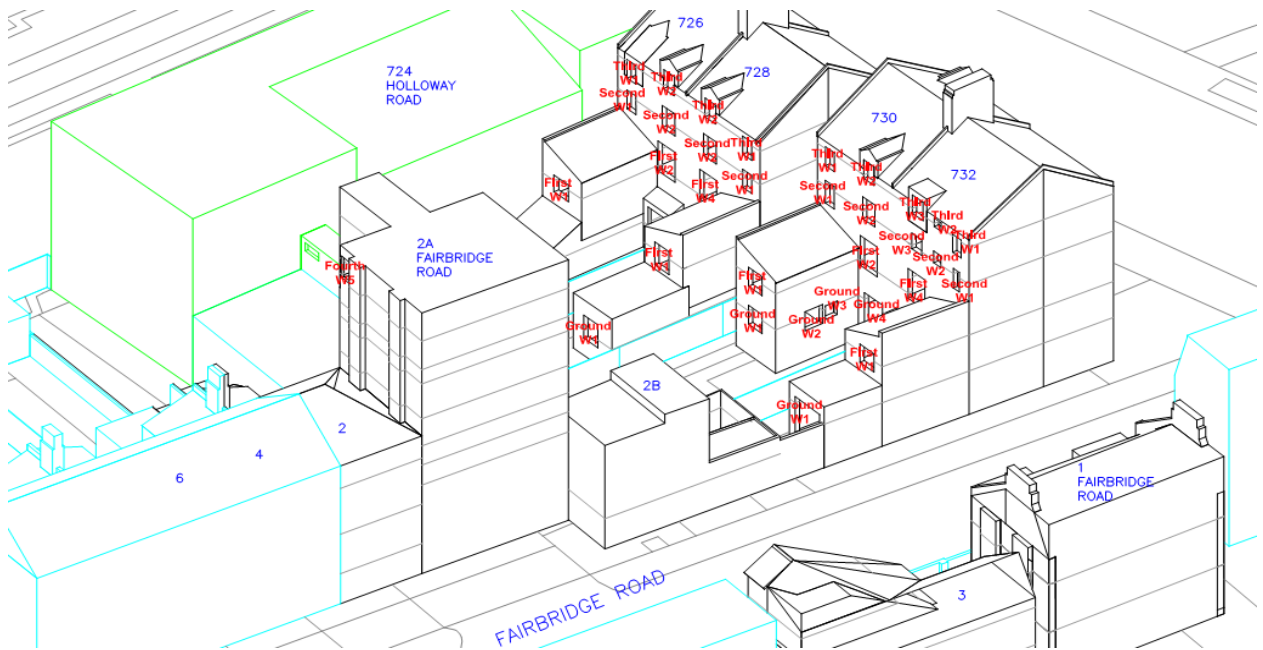 726
728
724
HOLLOWAY
ROAD
730
732
2A
FAIRBRIDGE
ROAD
2B
2
4
6
1
FAIRBRIDGE
ROAD
3
FAIRBRIDGE ROAD
Third
W1
Third
W2
Third
W3
Third
W1
Second
W1
Second
W2
Second
W2
Second
W1
First
W2
First
W4
First
W1
First
W1
Ground
W1
Fourth
W5
Third
W1
Third
W2
Third
W3
Third
W2
Third
W1
Second
W1
Second
W2
Second
W3
Second
W2
Second
W1
First
W2
First
W4
First
W1
Ground
W1
Ground
W3
Ground
W2
Ground
W4
First
W1
Ground
W1